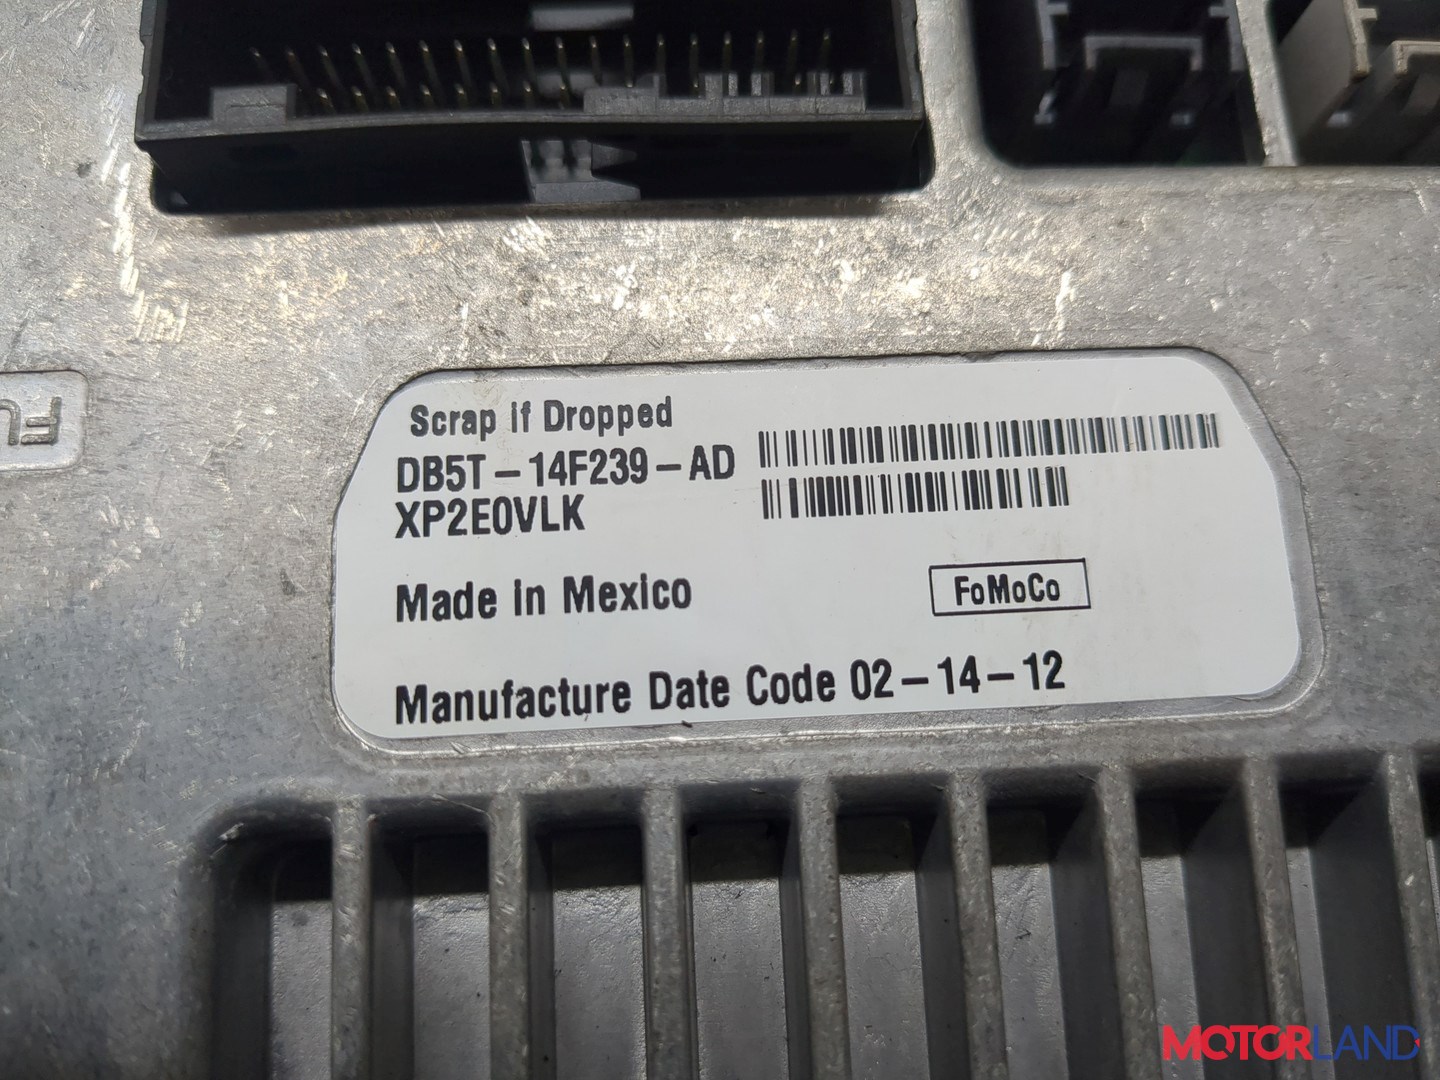 Scrap if Dropped
DB5T-14F239-AD
XP2E0VLK
Made in Mexico
FoMoCo
Manufacture Date Code 02-14-12
MOTORLAND